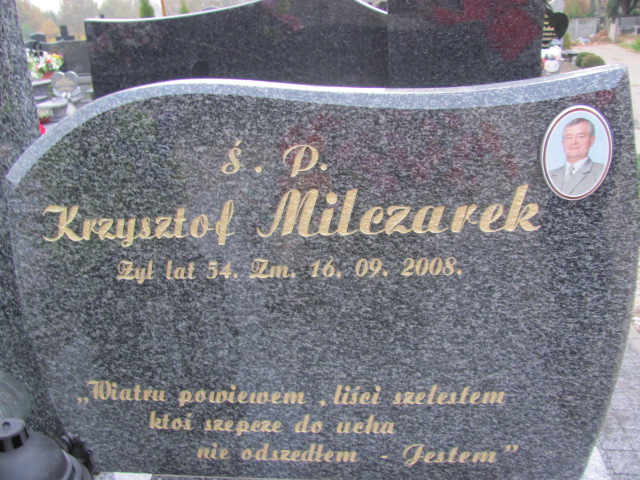 Ś. P.
Krzysztof Milczarek
Żył lat 54. Zm. 16. 09. 2008.
„Wiatru powiewem, liści szelestem
ktoś szepcze do ucha
nie odszedłem - Jestem”